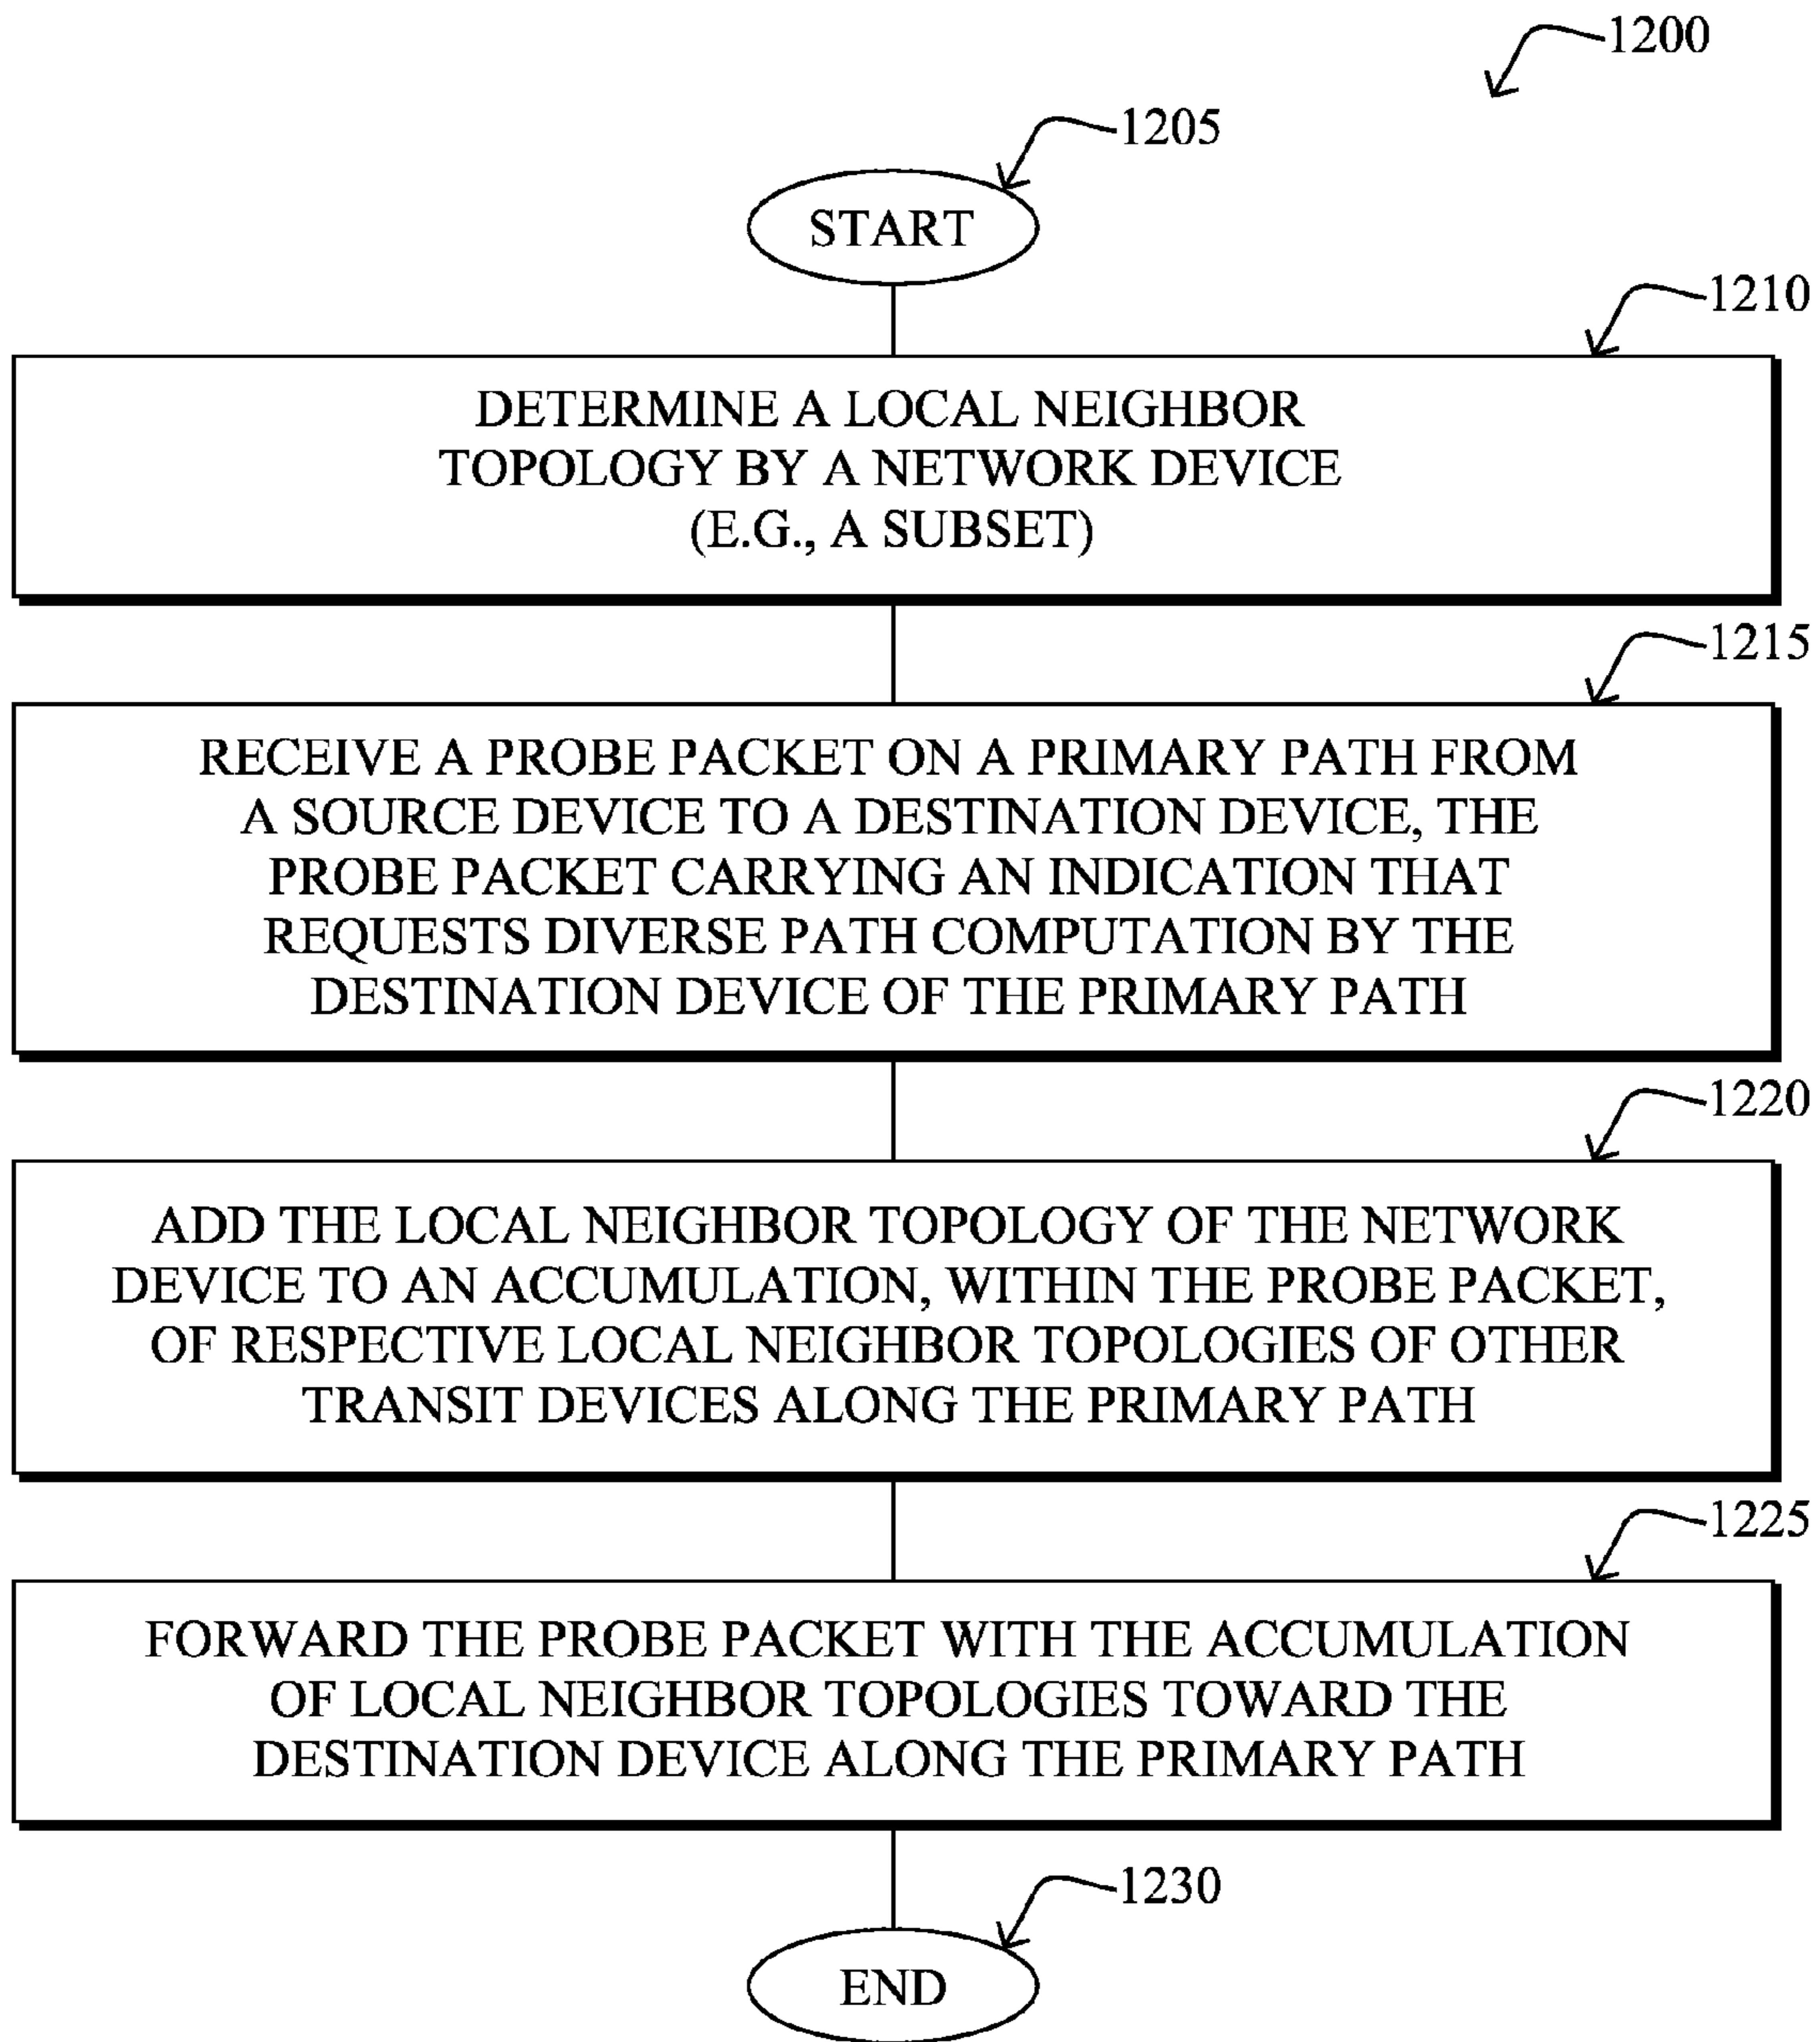 1200
1205
START
1210
DETERMINE A LOCAL NEIGHBOR
TOPOLOGY BY A NETWORK DEVICE
(E.G., A SUBSET)
1215
RECEIVE A PROBE PACKET ON A PRIMARY PATH FROM
A SOURCE DEVICE TO A DESTINATION DEVICE, THE
PROBE PACKET CARRYING AN INDICATION THAT
REQUESTS DIVERSE PATH COMPUTATION BY THE
DESTINATION DEVICE OF THE PRIMARY PATH
1220
ADD THE LOCAL NEIGHBOR TOPOLOGY OF THE NETWORK
DEVICE TO AN ACCUMULATION, WITHIN THE PROBE PACKET,
OF RESPECTIVE LOCAL NEIGHBOR TOPOLOGIES OF OTHER
TRANSIT DEVICES ALONG THE PRIMARY PATH
1225
FORWARD THE PROBE PACKET WITH THE ACCUMULATION
OF LOCAL NEIGHBOR TOPOLOGIES TOWARD THE
DESTINATION DEVICE ALONG THE PRIMARY PATH
1230
END